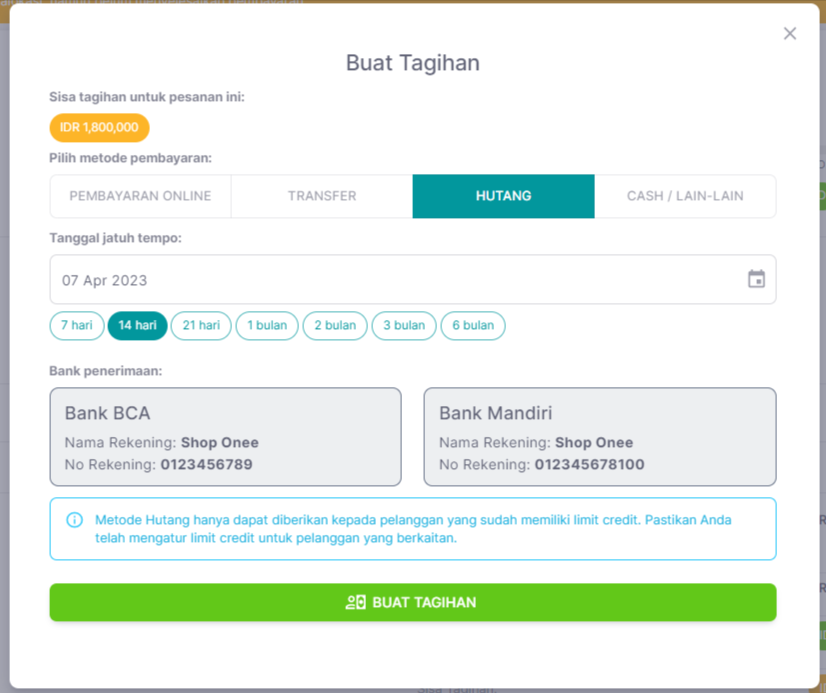 Buat Tagihan
Sisa tagihan untuk pesanan ini:
IDR 1,800,000
Pilih metode pembayaran:
PEMBAYARAN ONLINE
TRANSFER
HUTANG
CASH / LAIN-LAIN
Tanggal jatuh tempo:
07 Apr 2023
7 hari
14 hari
21 hari
1 bulan
2 bulan
3 bulan
6 bulan
Bank penerimaan:
Bank BCA
Nama Rekening: Shop Onee
No Rekening: 0123456789
Bank Mandiri
Nama Rekening: Shop Onee
No Rekening: 012345678100
Metode Hutang hanya dapat diberikan kepada pelanggan yang sudah memiliki limit credit. Pastikan Anda
telah mengatur limit credit untuk pelanggan yang berkaitan.
BUAT TAGIHAN